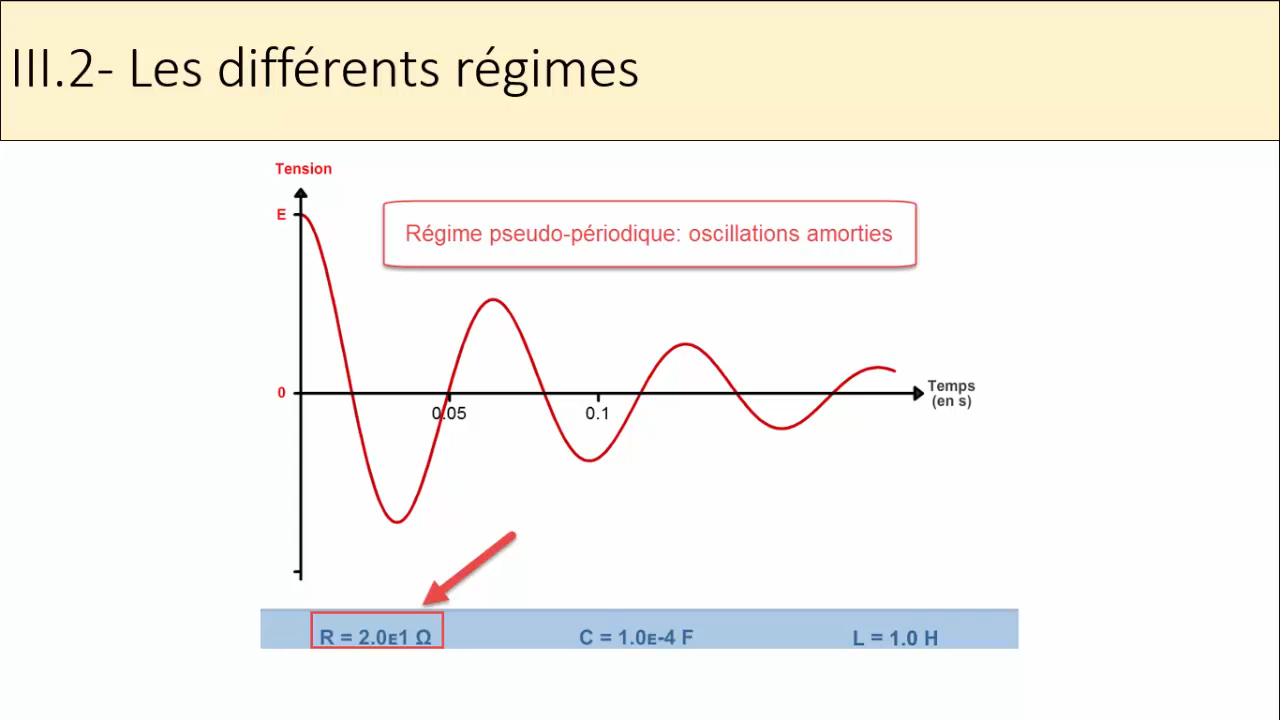 III.2- Les différents régimes
Tension
E
Régime pseudo-périodique: oscillations amorties
0
0.05
0.1
Temps
(en s)
R = 2.0E1 Ω
C = 1.0E-4 F
L = 1.0 H